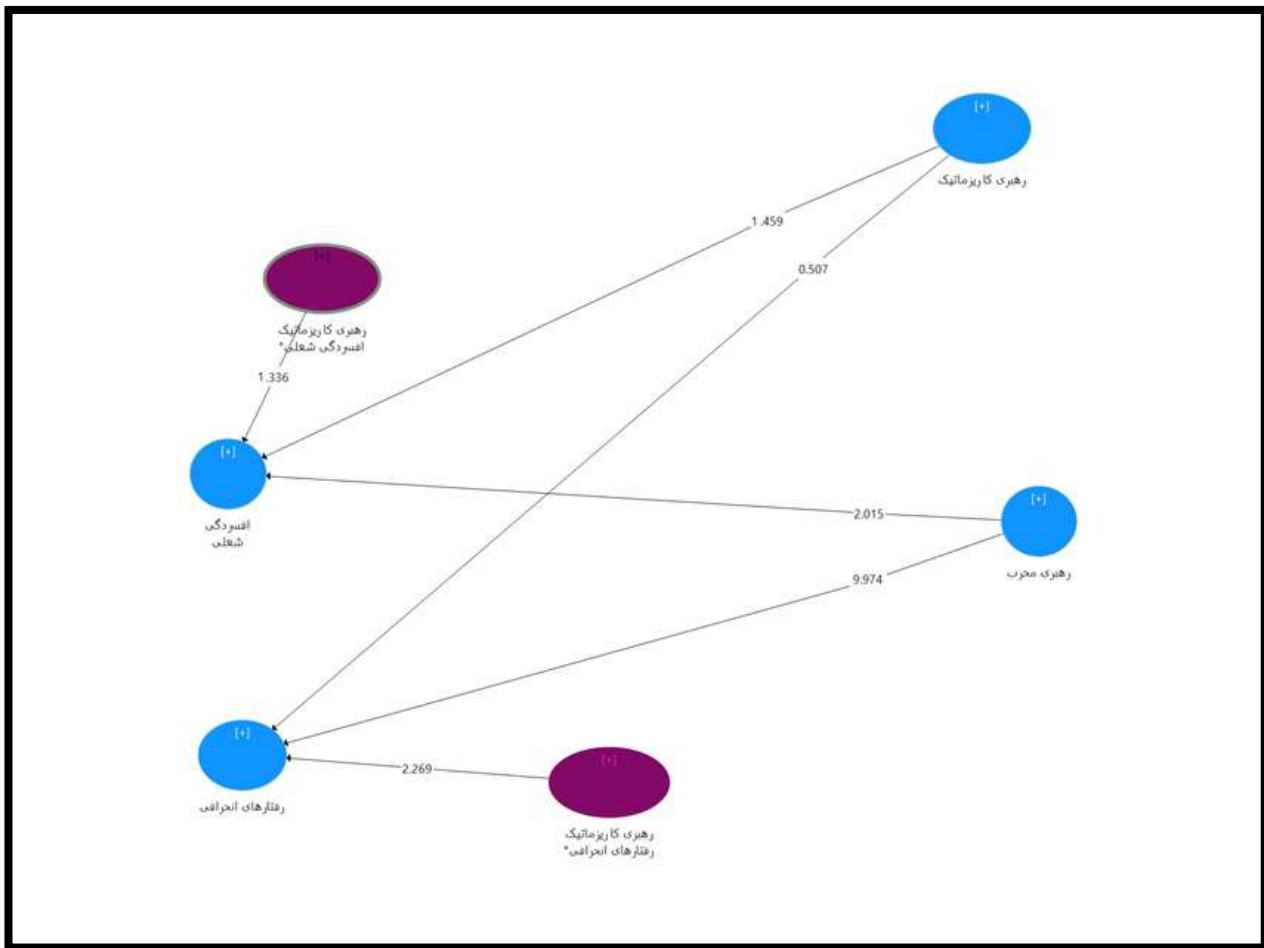 [+]
رهبری کاریزماتیک
1.459
0.507
[+]
رهبری کاریزماتیک
افسردگی شغلی*
1.336
[+]
افسردگی
شغلی
[+]
رهبری مخرب
2.015
9.974
[+]
رفتارهای انحرافی
2.269
[+]
رهبری کاریزماتیک
رفتارهای انحرافی*